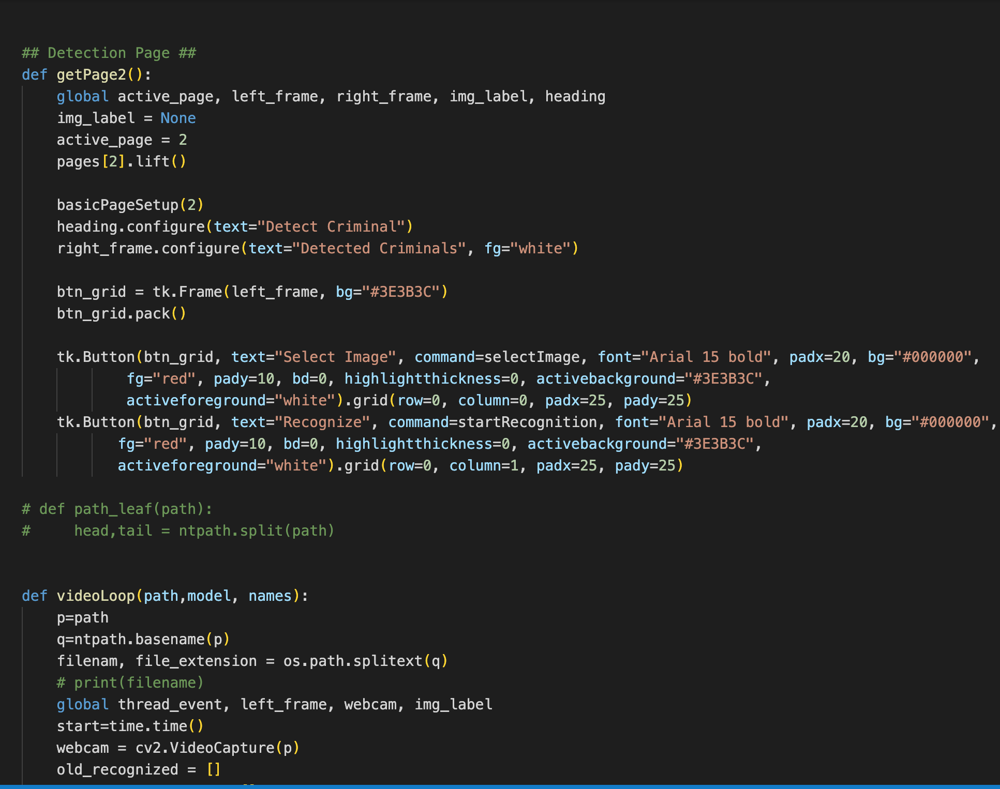 ## Detection Page ##
def getPage2():
    global active_page, left_frame, right_frame, img_label, heading
    img_label = None
    active_page = 2
    pages[2].lift()

    basicPageSetup(2)
    heading.configure(text="Detect Criminal")
    right_frame.configure(text="Detected Criminals", fg="white")

    btn_grid = tk.Frame(left_frame, bg="#3E3B3C")
    btn_grid.pack()

    tk.Button(btn_grid, text="Select Image", command=selectImage, font="Arial 15 bold", padx=20, bg="#000000",
            fg="red", pady=10, bd=0, highlightthickness=0, activebackground="#3E3B3C",
            activeforeground="white").grid(row=0, column=0, padx=25, pady=25)
    tk.Button(btn_grid, text="Recognize", command=startRecognition, font="Arial 15 bold", padx=20, bg="#000000",
           fg="red", pady=10, bd=0, highlightthickness=0, activebackground="#3E3B3C",
           activeforeground="white").grid(row=0, column=1, padx=25, pady=25)

# def path_leaf(path):
#     head,tail = ntpath.split(path)


def videoLoop(path,model, names):
    p=path
    q=ntpath.basename(p)
    filenam, file_extension = os.path.splitext(q)
    # print(filename)
    global thread_event, left_frame, webcam, img_label
    start=time.time()
    webcam = cv2.VideoCapture(p)
    old_recognized = []